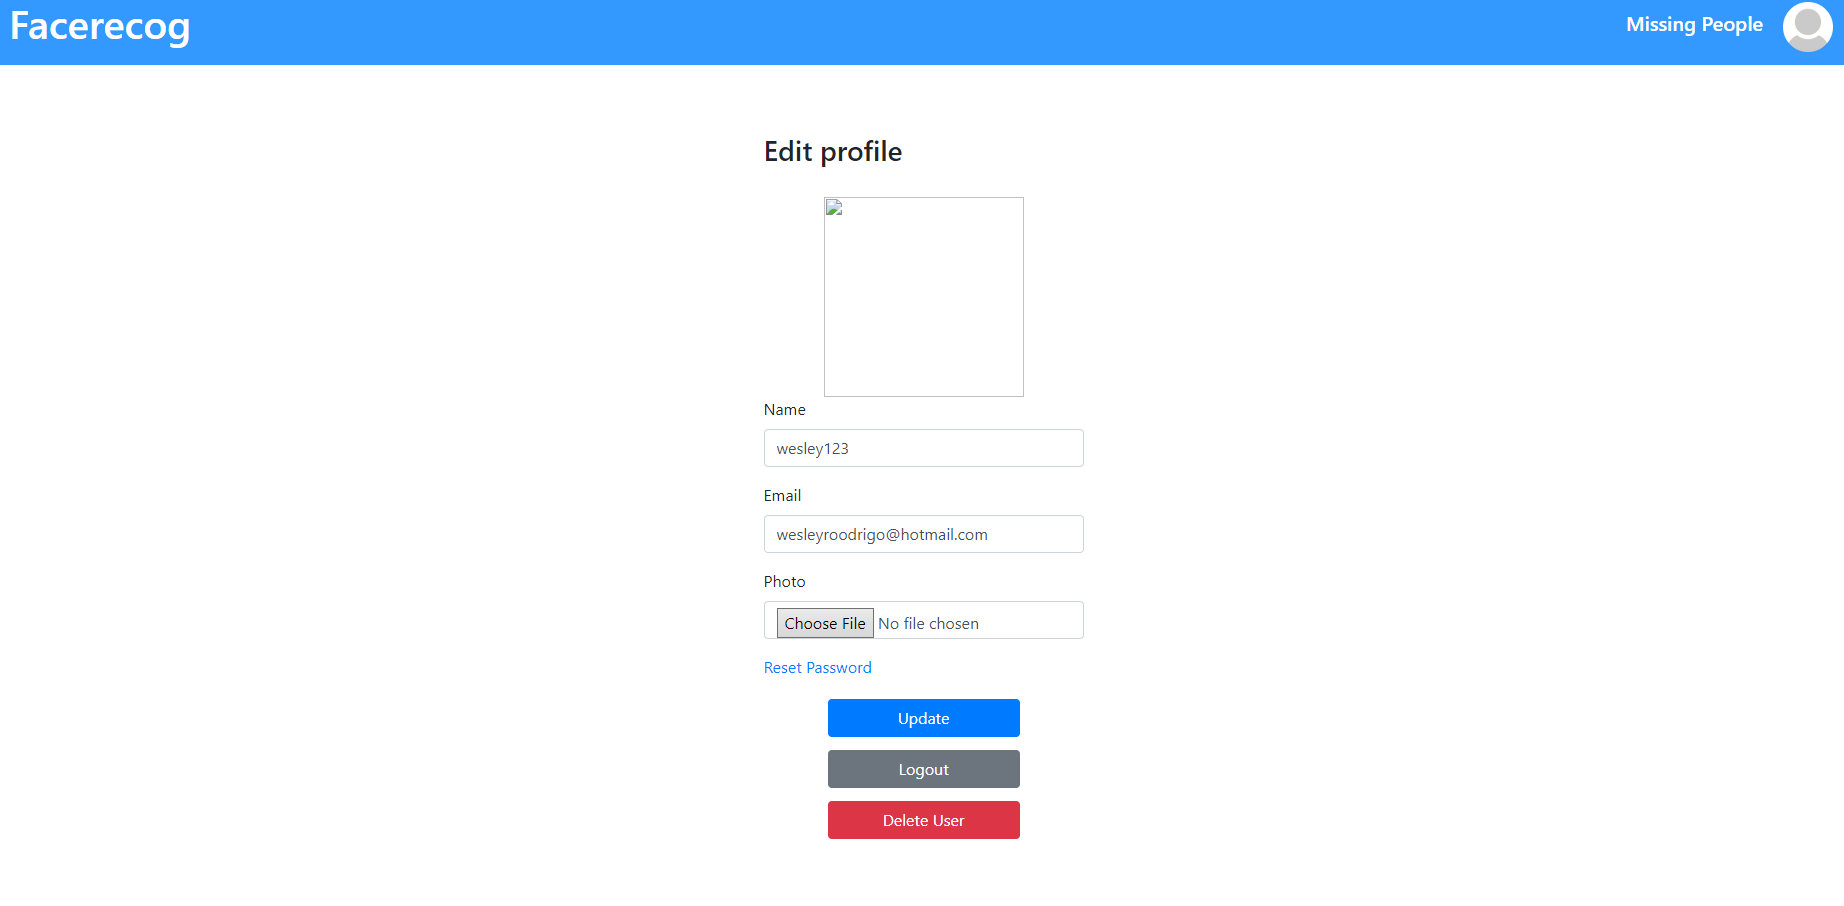 Facerecog
Missing People
Edit profile
Name
wesley123
Email
wesleyroodrigo@hotmail.com
Photo
Choose File No file chosen
Reset Password
Update
Logout
Delete User